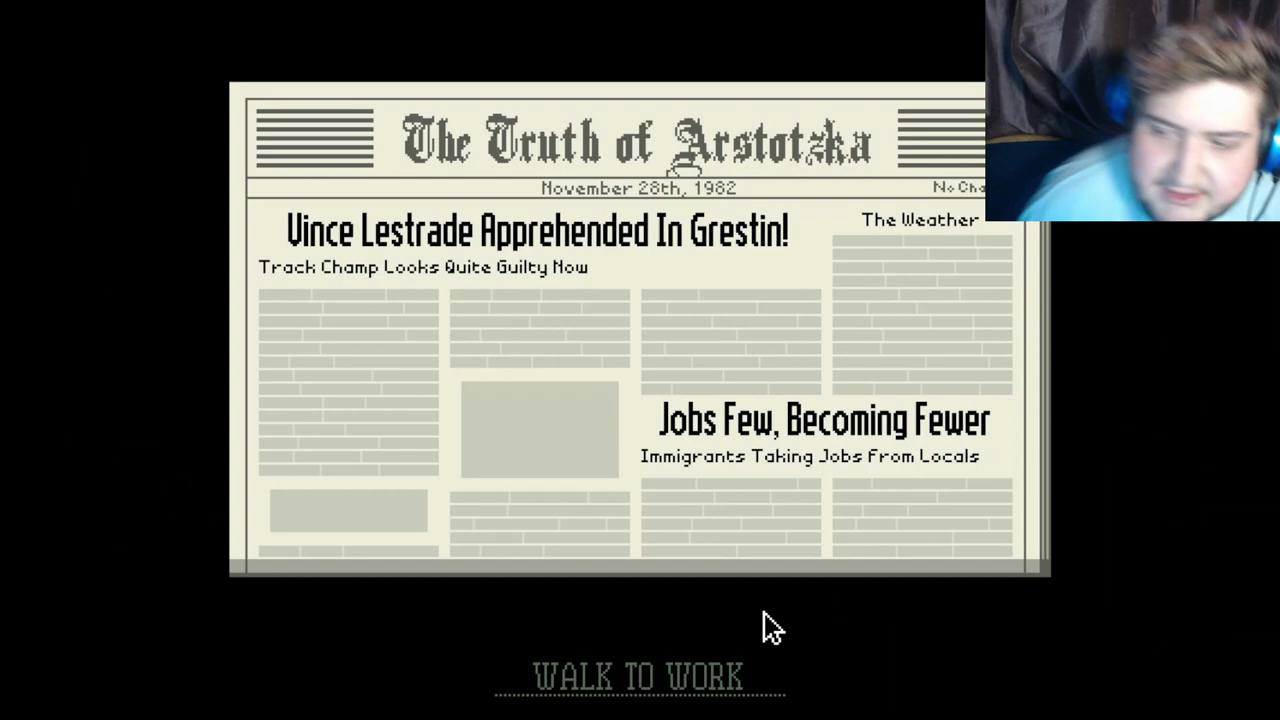 The Truth of Arstotzka
November 28th, 1982
No
Vince Lestrade Apprehended In Grestin!
Track Champ Looks Quite Guilty Now
The Weather
Jobs Few, Becoming Fewer
Immigrants Taking Jobs From Locals
WALK TO WORK